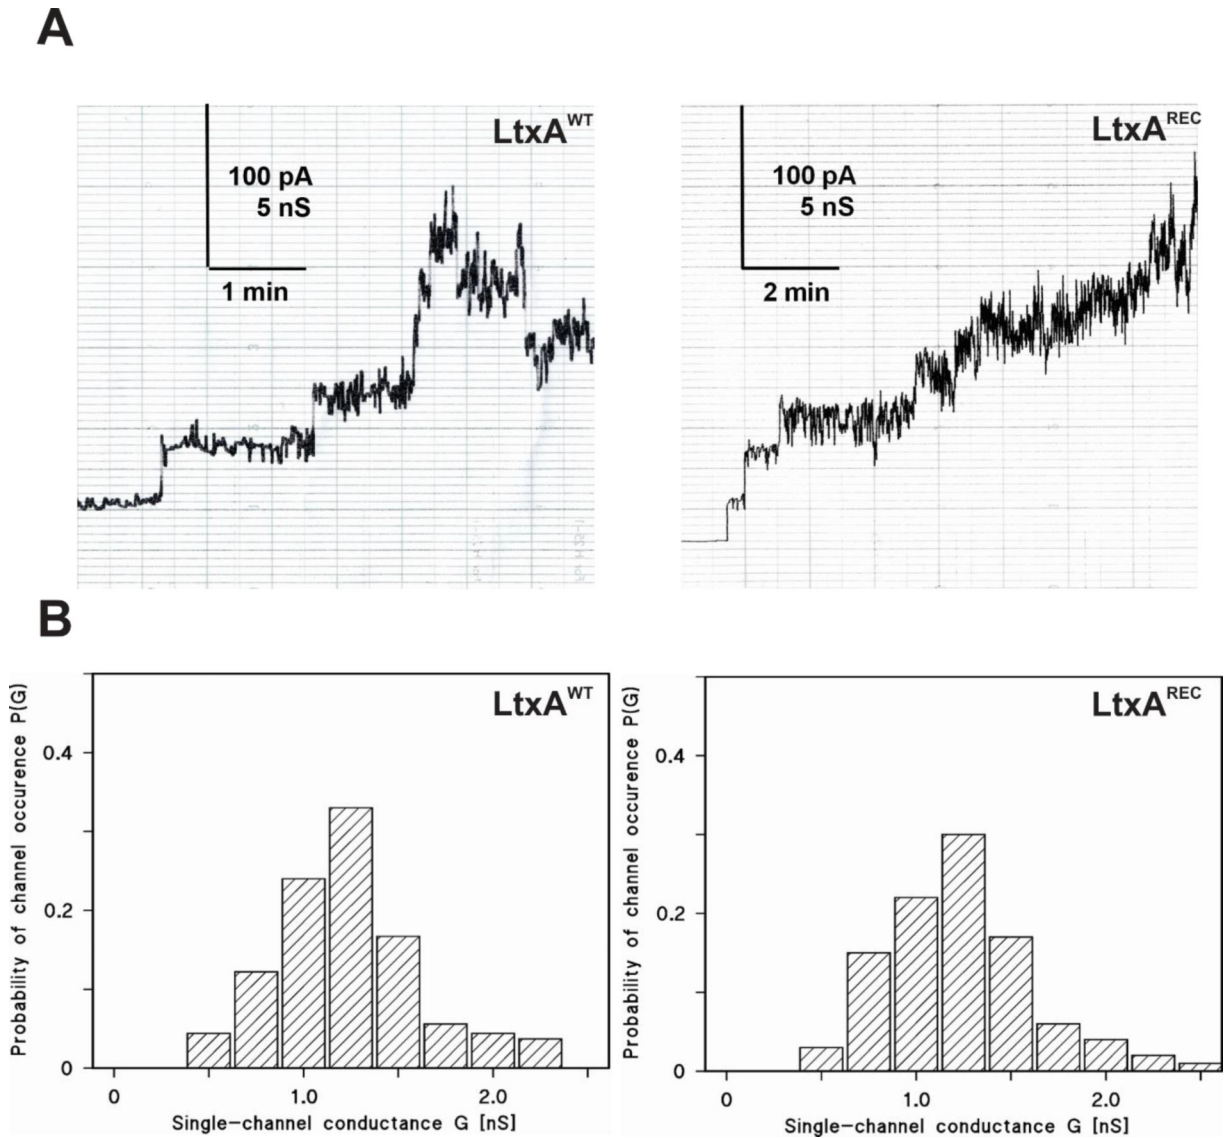 A
LtxA^WT
100 pA
5 nS
1 min
LtxA^REC
100 pA
5 nS
2 min
B
LtxA^WT
Probability of channel occurence P(G)
0.4
0.2
0
0 1.0 2.0
Single-channel conductance G [nS]
LtxA^REC
Probability of channel occurence P(G)
0.4
0.2
0
0 1.0 2.0
Single-channel conductance G [nS]